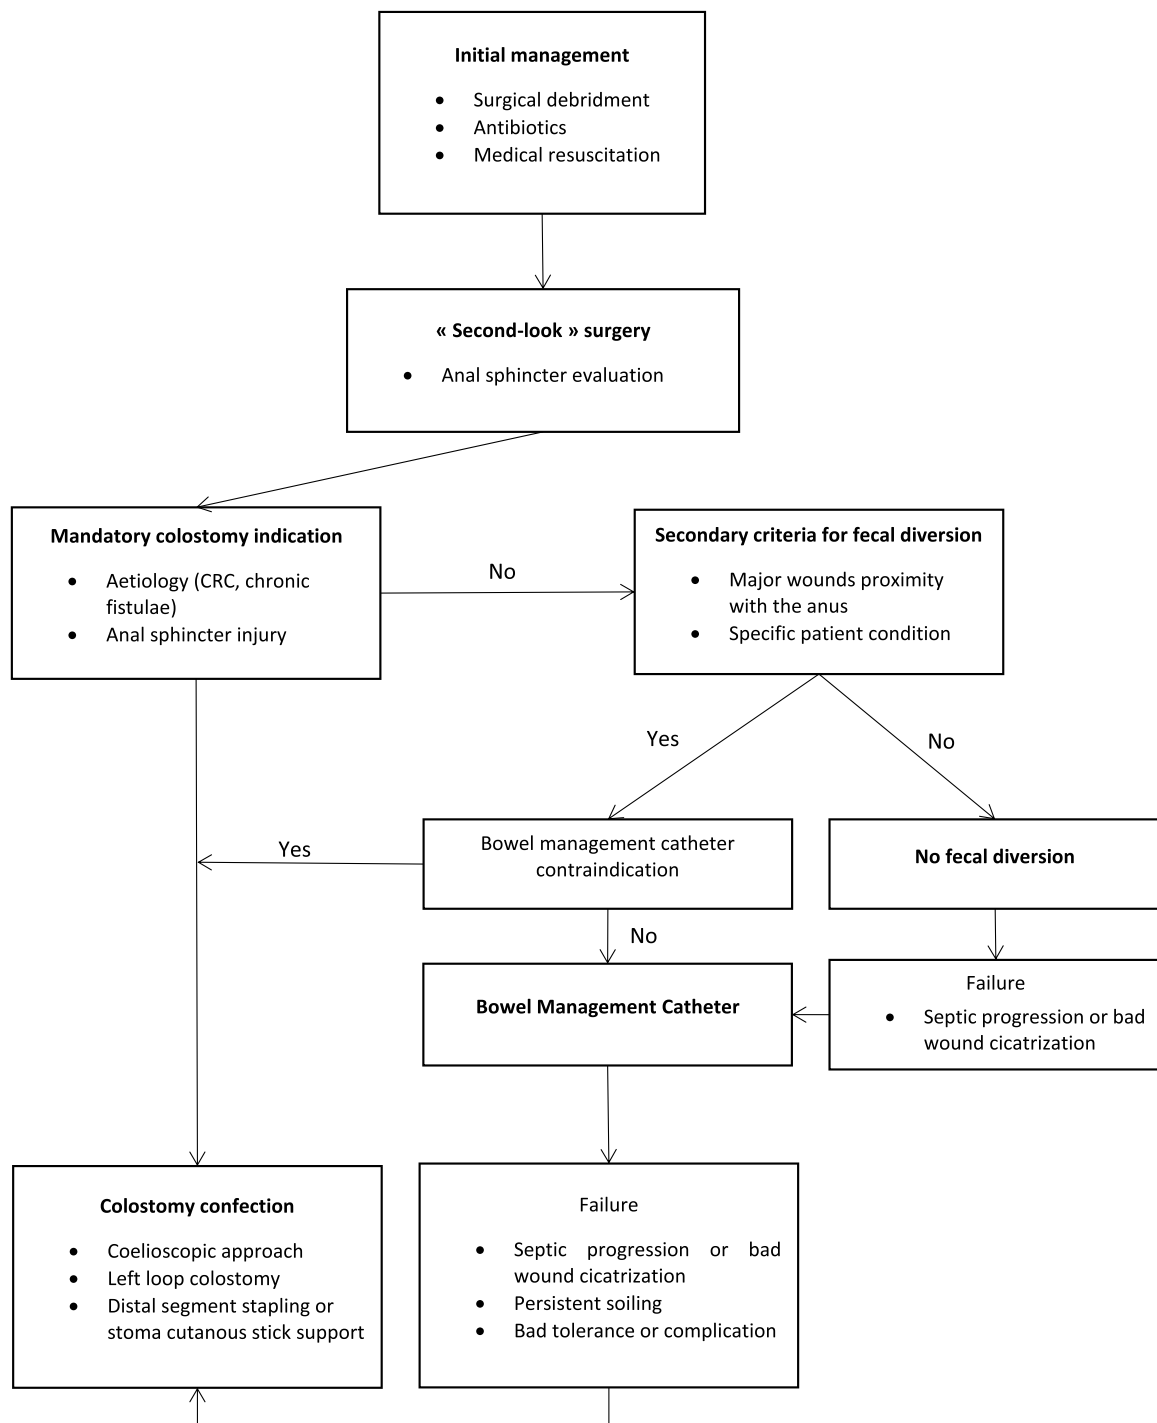 Initial management
• Surgical debridment
• Antibiotics
• Medical resuscitation
« Second-look » surgery
• Anal sphincter evaluation
Mandatory colostomy indication
• Aetiology (CRC, chronic
fistulae)
• Anal sphincter injury
No
Secondary criteria for fecal diversion
• Major wounds proximity
with the anus
• Specific patient condition
Yes
No
Yes
Bowel management catheter
contraindication
No fecal diversion
No
Bowel Management Catheter
Failure
• Septic progression or bad
wound cicatrization
Colostomy confection
• Coelioscopic approach
• Left loop colostomy
• Distal segment stapling or
stoma cutanous stick support
Failure
• Septic progression or bad
wound cicatrization
• Persistent soiling
• Bad tolerance or complication